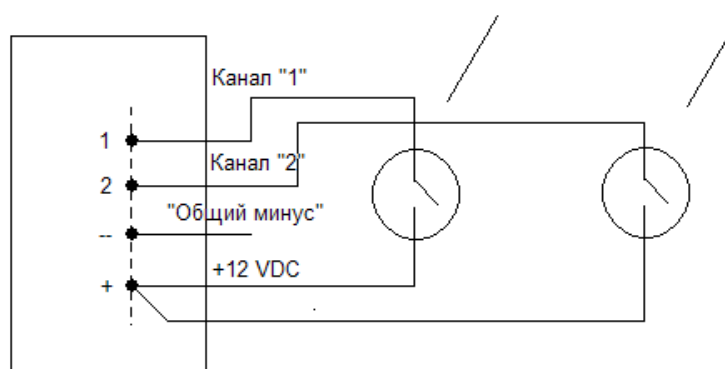 Канал "1"
1
Канал "2"
2
"Общий минус"
--
+12 VDC
+